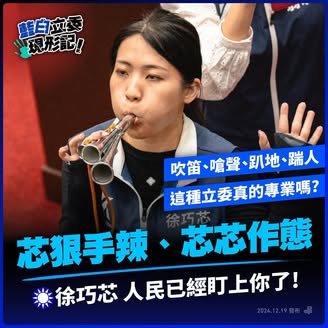 藍白立委
現形記！
吹笛、嗆聲、趴地、踹人
這種立委真的專業嗎？
徐巧芯
芯狠手辣、芯芯作態
徐巧芯 人民已經盯上你了！
2024.12.19 發布